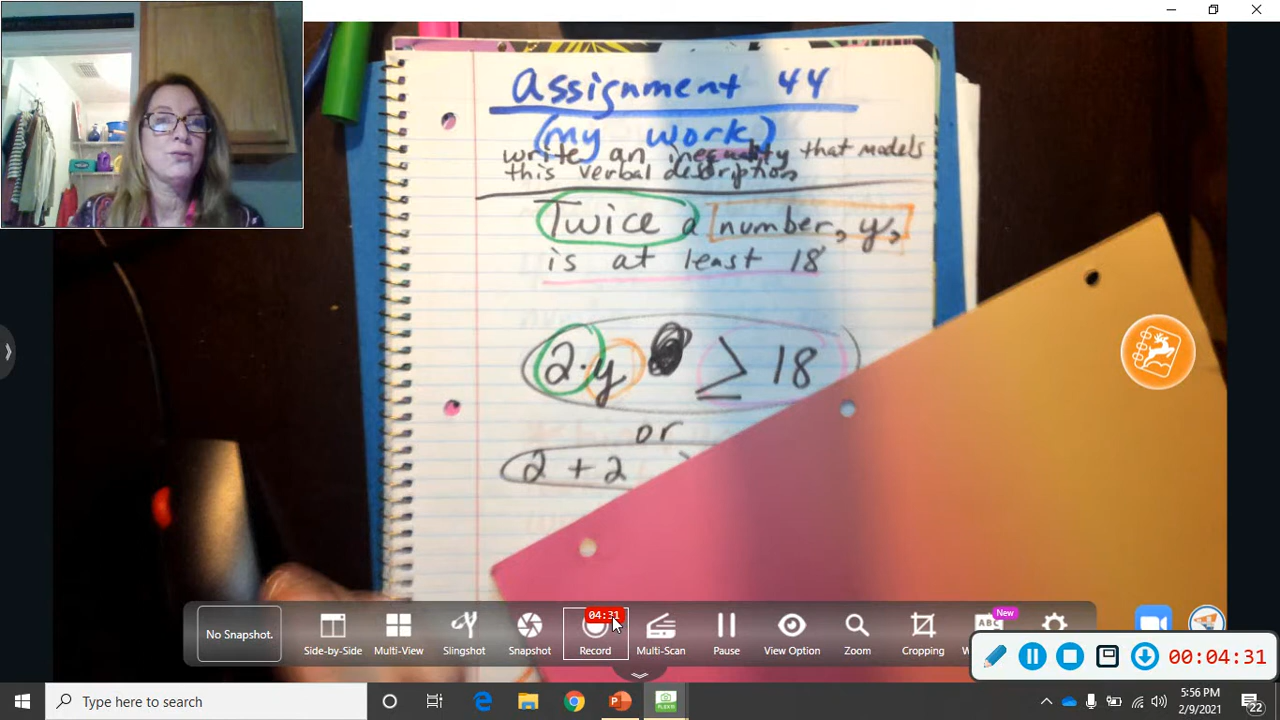 Assignment 44
(my work)
write an inequality that models
this verbal description
Twice a number, y,
is at least 18
2·y ≥ 18
or
2 + 2
No Snapshot.
Side-by-Side
Multi-View
Slingshot
Snapshot
04:31
Record
Multi-Scan
Pause
View Option
Zoom
Cropping
New
ABC
00:04:31
Type here to search
5:56 PM
2/9/2021
22